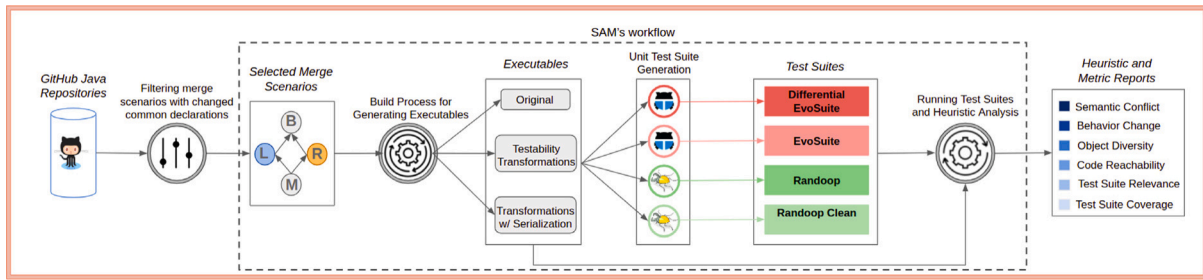 SAM's workflow
GitHub Java
Repositories
Filtering merge
scenarios with changed
common declarations
Selected Merge
Scenarios
B
L
R
M
Build Process for
Generating Executables
Executables
Original
Testability
Transformations
Transformations
w/ Serialization
Unit Test Suite
Generation
Test Suites
Differential
EvoSuite
EvoSuite
Randoop
Randoop Clean
Running Test Suites
and Heuristic Analysis
Heuristic and
Metric Reports
Semantic Conflict
Behavior Change
Object Diversity
Code Reachability
Test Suite Relevance
Test Suite Coverage